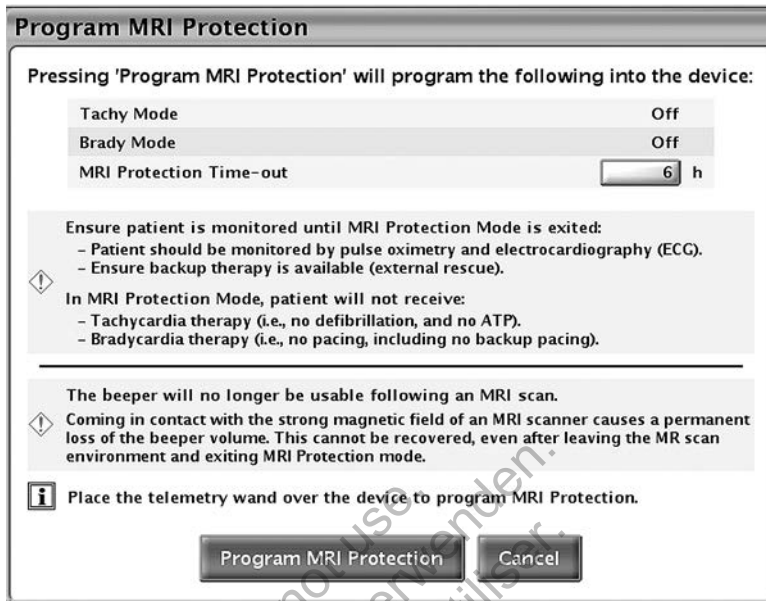 Program MRI Protection
Pressing 'Program MRI Protection' will program the following into the device:
Tachy Mode Off
Brady Mode Off
MRI Protection Time-out 6 h
Ensure patient is monitored until MRI Protection Mode is exited:
- Patient should be monitored by pulse oximetry and electrocardiography (ECG).
- Ensure backup therapy is available (external rescue).
In MRI Protection Mode, patient will not receive:
- Tachycardia therapy (i.e., no defibrillation, and no ATP).
- Bradycardia therapy (i.e., no pacing, including no backup pacing).
The beeper will no longer be usable following an MRI scan.
Coming in contact with the strong magnetic field of an MRI scanner causes a permanent
loss of the beeper volume. This cannot be recovered, even after leaving the MR scan
environment and exiting MRI Protection mode.
i Place the telemetry wand over the device to program MRI Protection.
Program MRI Protection Cancel
not use.